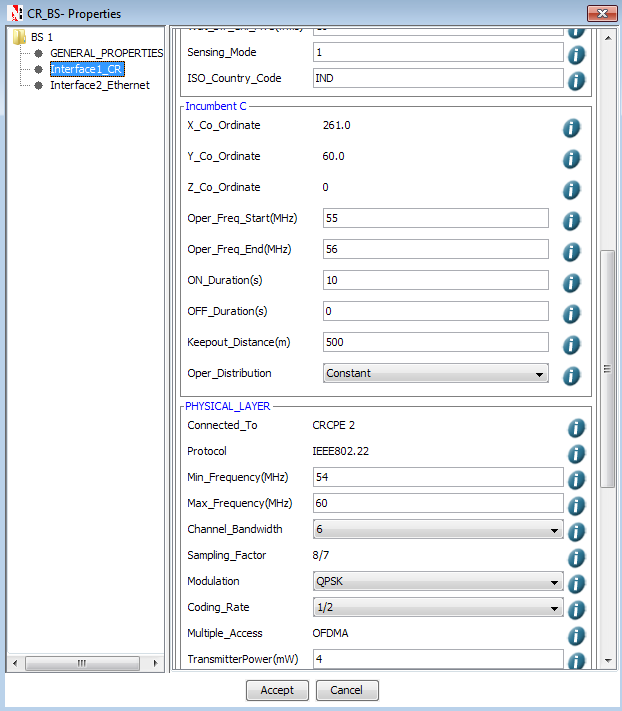 CR_BS- Properties
BS 1
GENERAL_PROPERTIES
Interface1_CR
Interface2_Ethernet
Sensing_Mode 1
ISO_Country_Code IND
Incumbent C
X_Co_Ordinate 261.0
Y_Co_Ordinate 60.0
Z_Co_Ordinate 0
Oper_Freq_Start(MHz) 55
Oper_Freq_End(MHz) 56
ON_Duration(s) 10
OFF_Duration(s) 0
Keepout_Distance(m) 500
Oper_Distribution Constant
PHYSICAL_LAYER
Connected_To CRCPE 2
Protocol IEEE802.22
Min_Frequency(MHz) 54
Max_Frequency(MHz) 60
Channel_Bandwidth 6
Sampling_Factor 8/7
Modulation QPSK
Coding_Rate 1/2
Multiple_Access OFDMA
TransmitterPower(mW) 4
Accept Cancel